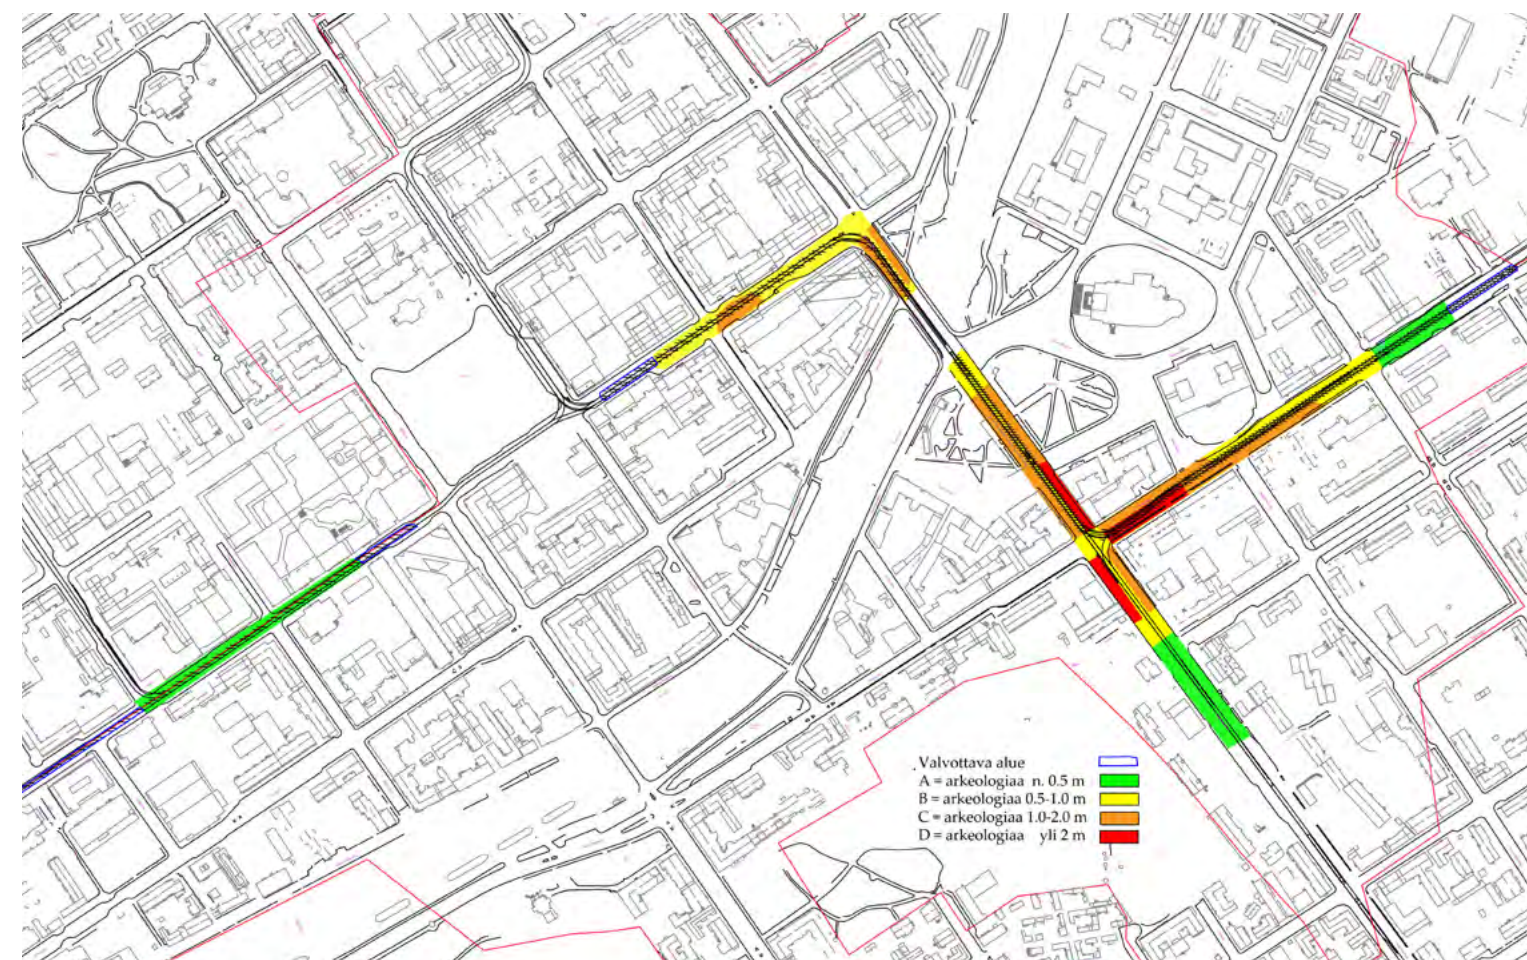 Valvottava alue
A = arkeologiaa n. 0.5 m
B = arkeologiaa 0.5-1.0 m
C = arkeologiaa 1.0-2.0 m
D = arkeologiaa yli 2 m